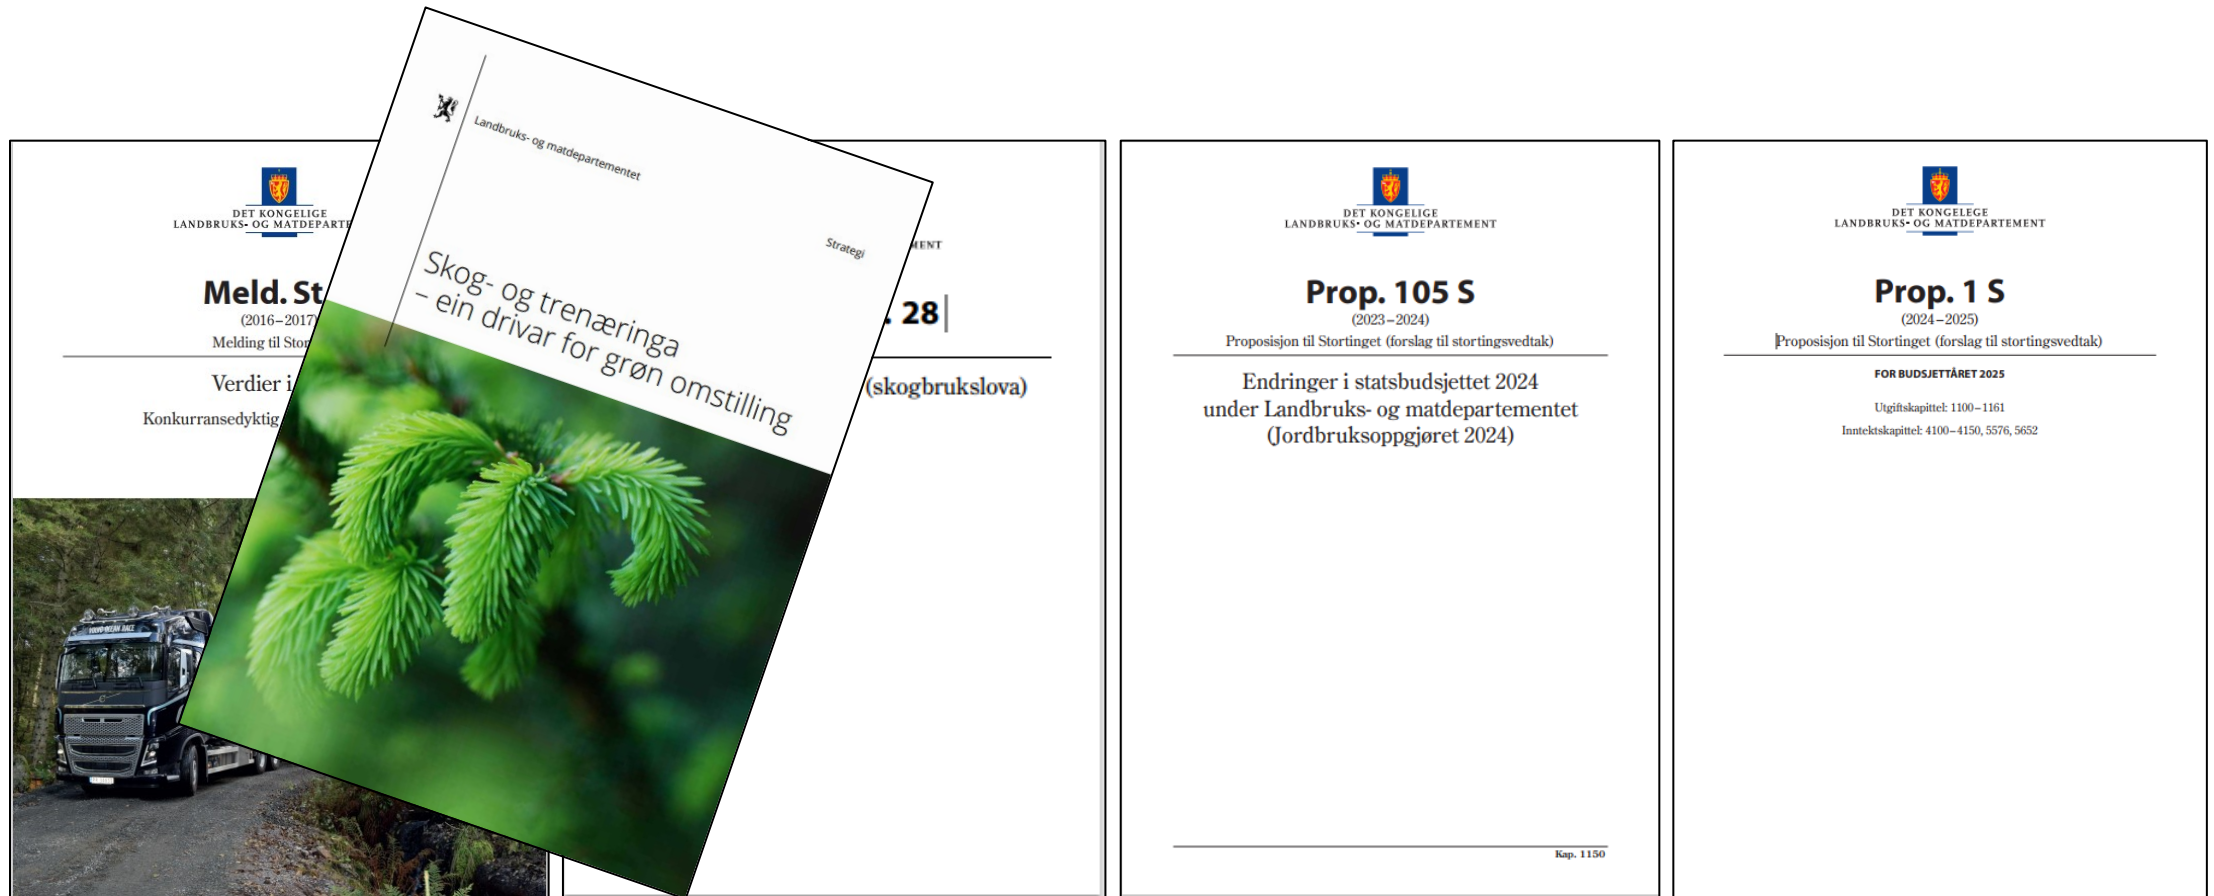 DET KONGELIGE
LANDBRUKS- OG
Meld. St
(2016–2017)
Melding til
Verdier i
Konkurransedyktig
VOLVO OCEAN RACE
Landbruks- og matdepartementet
Strategi
Skog- og trenæringa
– ein drivar for grøn omstilling
. 28
(skogbrukslova)
DET KONGELIGE
LANDBRUKS- OG MATDEPARTEMENT
Prop. 105 S
(2023–2024)
Proposisjon til Stortinget (forslag til stortingsvedtak)
Endringer i statsbudsjettet 2024
under Landbruks- og matdepartementet
(Jordbruksoppgjøret 2024)
Kap. 1150
DET KONGELEGE
LANDBRUKS- OG MATDEPARTEMENT
Prop. 1 S
(2024–2025)
Proposisjon til Stortinget (forslag til stortingsvedtak)
FOR BUDSJETTÅRET 2025
Utgiftskapittel: 1100–1161
Inntektskapittel: 4100–4150, 5576, 5652